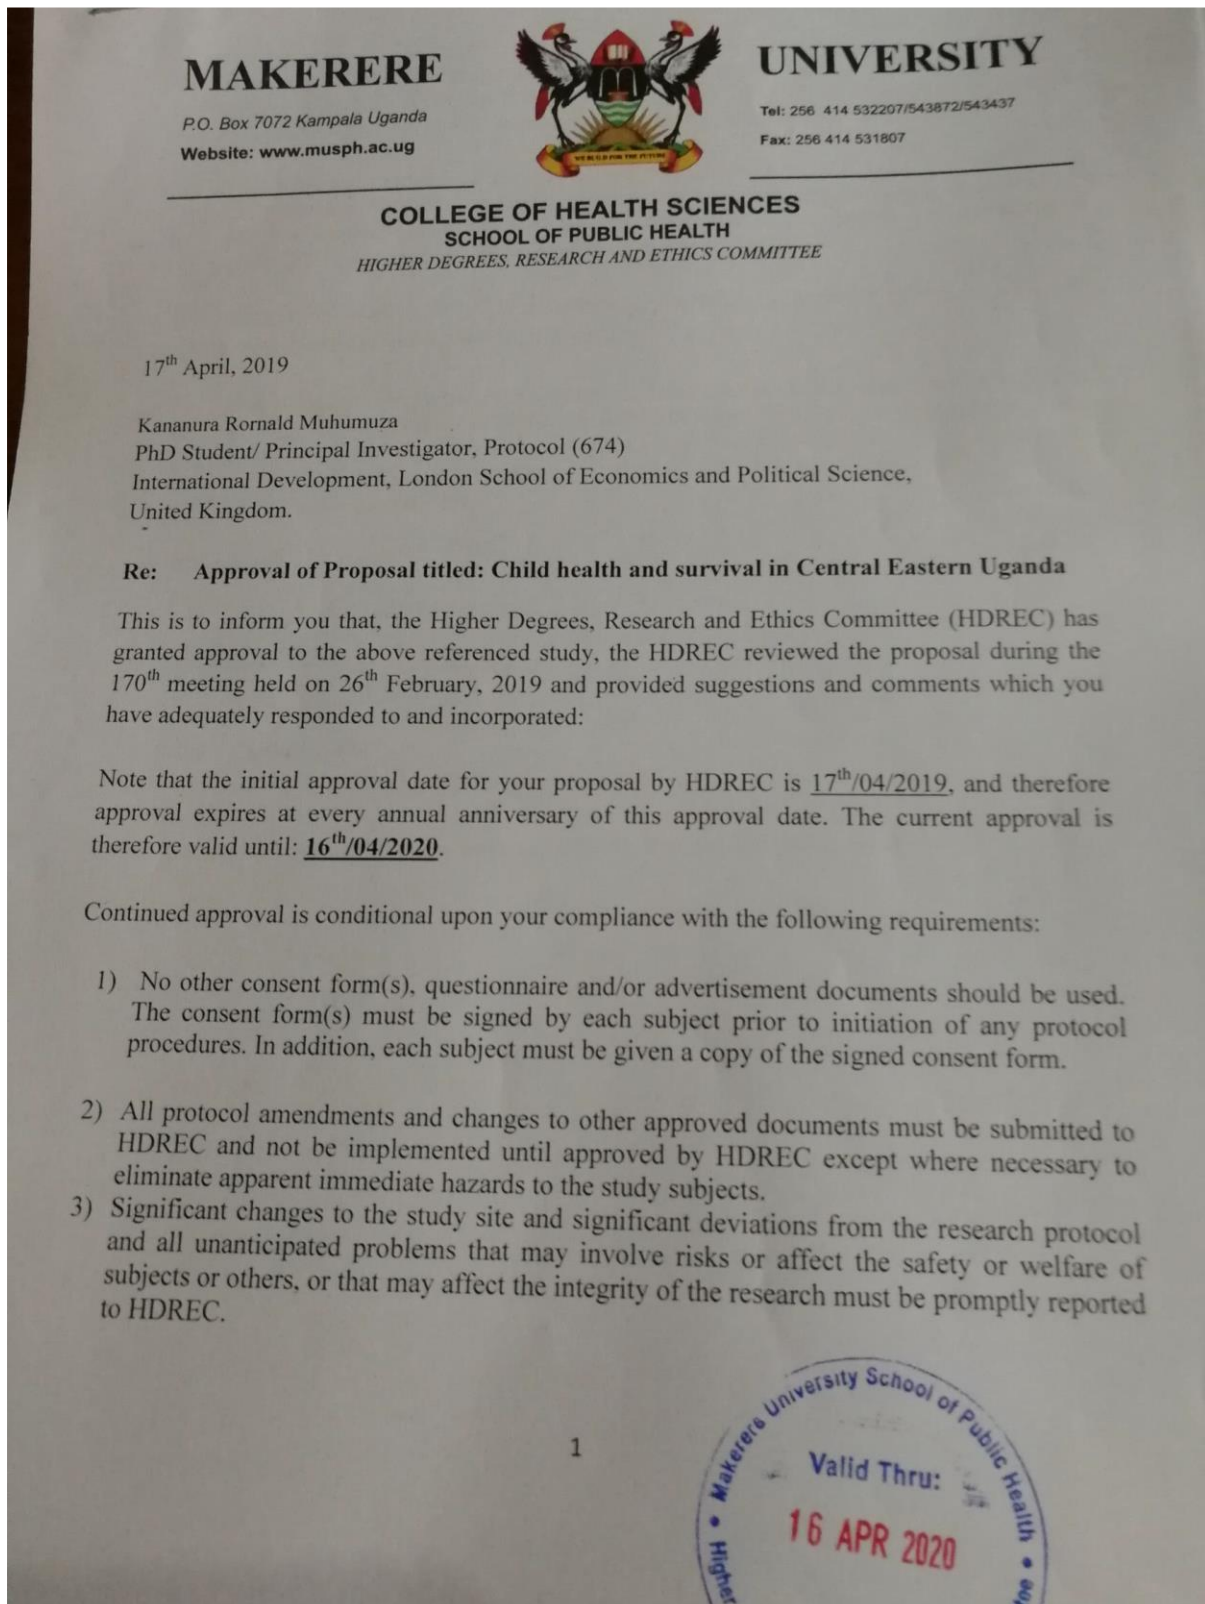 MAKERERE
UNIVERSITY
P.O. Box 7072 Kampala Uganda
Website: www.musph.ac.ug
Tel: 256 414 532207/543872/543437
Fax: 256 414 531807
WE BUILD FOR THE FUTURE
COLLEGE OF HEALTH SCIENCES
SCHOOL OF PUBLIC HEALTH
HIGHER DEGREES, RESEARCH AND ETHICS COMMITTEE
17th April, 2019
Kananura Rornald Muhumuza
PhD Student/ Principal Investigator, Protocol (674)
International Development, London School of Economics and Political Science,
United Kingdom.
Re: Approval of Proposal titled: Child health and survival in Central Eastern Uganda
This is to inform you that, the Higher Degrees, Research and Ethics Committee (HDREC) has
granted approval to the above referenced study, the HDREC reviewed the proposal during the
170th meeting held on 26th February, 2019 and provided suggestions and comments which you
have adequately responded to and incorporated:
Note that the initial approval date for your proposal by HDREC is 17th/04/2019, and therefore
approval expires at every annual anniversary of this approval date. The current approval is
therefore valid until: 16th/04/2020.
Continued approval is conditional upon your compliance with the following requirements:
1) No other consent form(s), questionnaire and/or advertisement documents should be used.
The consent form(s) must be signed by each subject prior to initiation of any protocol
procedures. In addition, each subject must be given a copy of the signed consent form.
2) All protocol amendments and changes to other approved documents must be submitted to
HDREC and not be implemented until approved by HDREC except where necessary to
eliminate apparent immediate hazards to the study subjects.
3) Significant changes to the study site and significant deviations from the research protocol
and all unanticipated problems that may involve risks or affect the safety or welfare of
subjects or others, or that may affect the integrity of the research must be promptly reported
to HDREC.
1
Makerere University School of Public Health
Valid Thru:
16 APR 2020
Higher